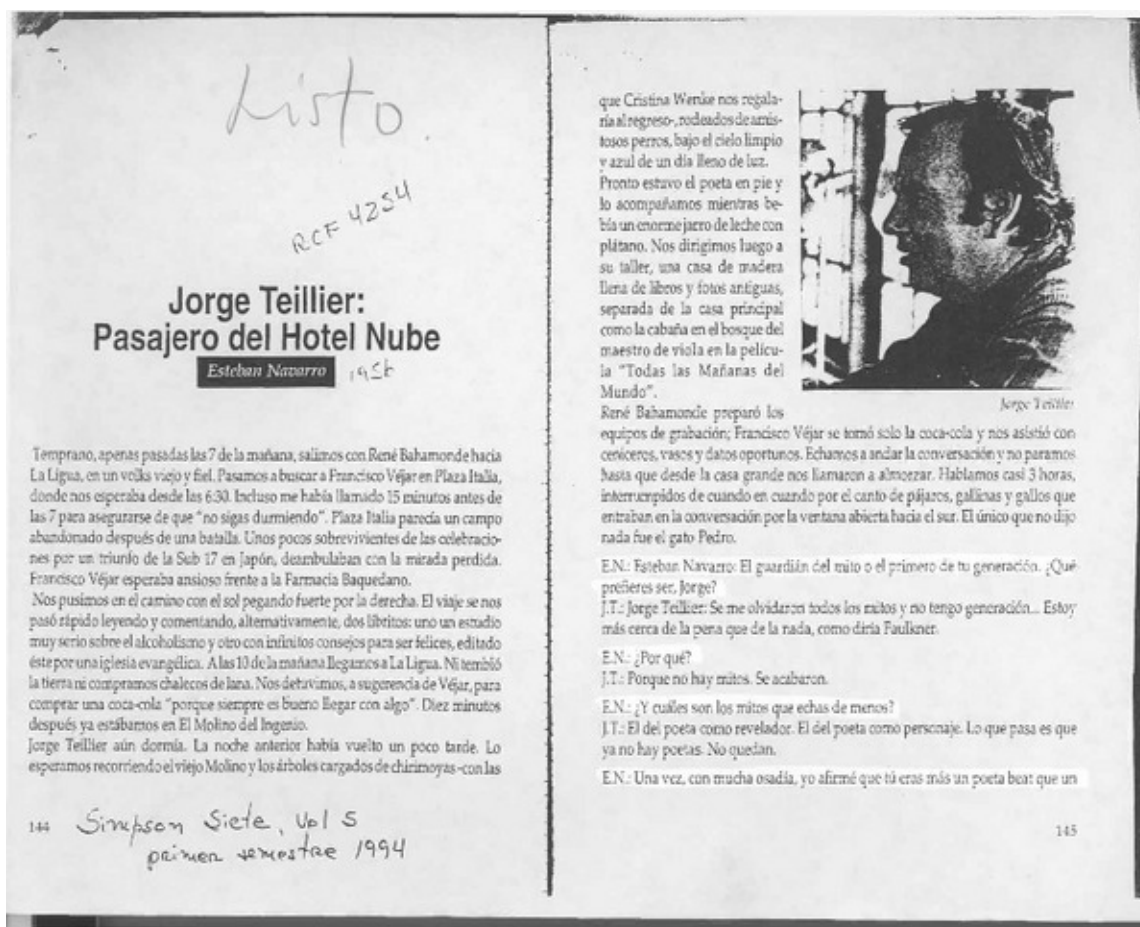 Listo.
RCF 4254
Jorge Teillier:
Pasajero del Hotel Nube
Esteban Navarro
Temprano, apenas pasadas las 7 de la mañana, salimos con René Bahamonde hacia
La Ligua, en un volks viejo y fiel. Pasamos a buscar a Francisco Véjar en Plaza Italia,
donde nos esperaba desde las 6:30. Incluso me había llamado 15 minutos antes de
las 7 para asegurarse de que "no sigas durmiendo". Plaza Italia parecía un campo
abandonado después de una batalla. Unos pocos sobrevivientes de las celebracio-
nes por un triunfo de la Sub 17 en Japón, deambulaban con la mirada perdida.
Francisco Véjar esperaba ansioso frente a la Farmacia Baquedano.
Nos pusimos en el camino con el sol pegando fuerte por la derecha. El viaje se nos
pasó rápido leyendo y comentando, alternativamente, dos libritos: uno un estudio
muy serio sobre el alcoholismo y otro con infinitos consejos para ser felices, editado
éste por una iglesia evangélica. A las 10 de la mañana llegamos a La Ligua. Ni tembló
la tierra ni compramos chalecos de lana. Nos detuvimos, a sugerencia de Véjar, para
comprar una coca-cola "porque siempre es bueno llegar con algo". Diez minutos
después ya estábamos en El Molino del Ingenio.
Jorge Teillier aún dormía. La noche anterior había vuelto un poco tarde. Lo
esperamos recorriendo el viejo Molino y los árboles cargados de chirimoyas -con las
144
Simpson Siete, Vol 5
primer semestre 1994
que Cristina Wenke nos regala-
ría al regreso-, rodeados de amis-
tosos perros, bajo el cielo limpio
y azul de un día lleno de luz.
Pronto estuvo el poeta en pie y
lo acompañamos mientras be-
bía un enorme jarro de leche con
plátano. Nos dirigimos luego a
su taller, una casa de madera
llena de libros y fotos antiguas,
separada de la casa principal
como la cabaña en el bosque del
maestro de viola en la pelícu-
la "Todas las Mañanas del
Mundo".
Jorge Teillier
René Bahamonde preparó los
equipos de grabación; Francisco Véjar se tomó solo la coca-cola y nos asistió con
ceniceros, vasos y datos oportunos. Echamos a andar la conversación y no paramos
hasta que desde la casa grande nos llamaron a almorzar. Hablamos casi 3 horas,
interrumpidos de cuando en cuando por el canto de pájaros, gallinas y gallos que
entraban en la conversación por la ventana abierta hacia el sur. El único que no dijo
nada fue el gato Pedro.
E.N.: Esteban Navarro: El guardián del mito o el primero de tu generación. ¿Qué
prefieres ser, Jorge?
J.T.: Jorge Teillier: Se me olvidaron todos los mitos y no tengo generación... Estoy
más cerca de la pena que de la nada, como diría Faulkner.
E.N.: ¿Por qué?
J.T.: Porque no hay mitos. Se acabaron.
E.N.: ¿Y cuáles son los mitos que echas de menos?
J.T.: El del poeta como revelador. El del poeta como personaje. Lo que pasa es que
ya no hay poetas. No quedan.
E.N.: Una vez, con mucha osadía, yo afirmé que tú eras más un poeta beat que un
145